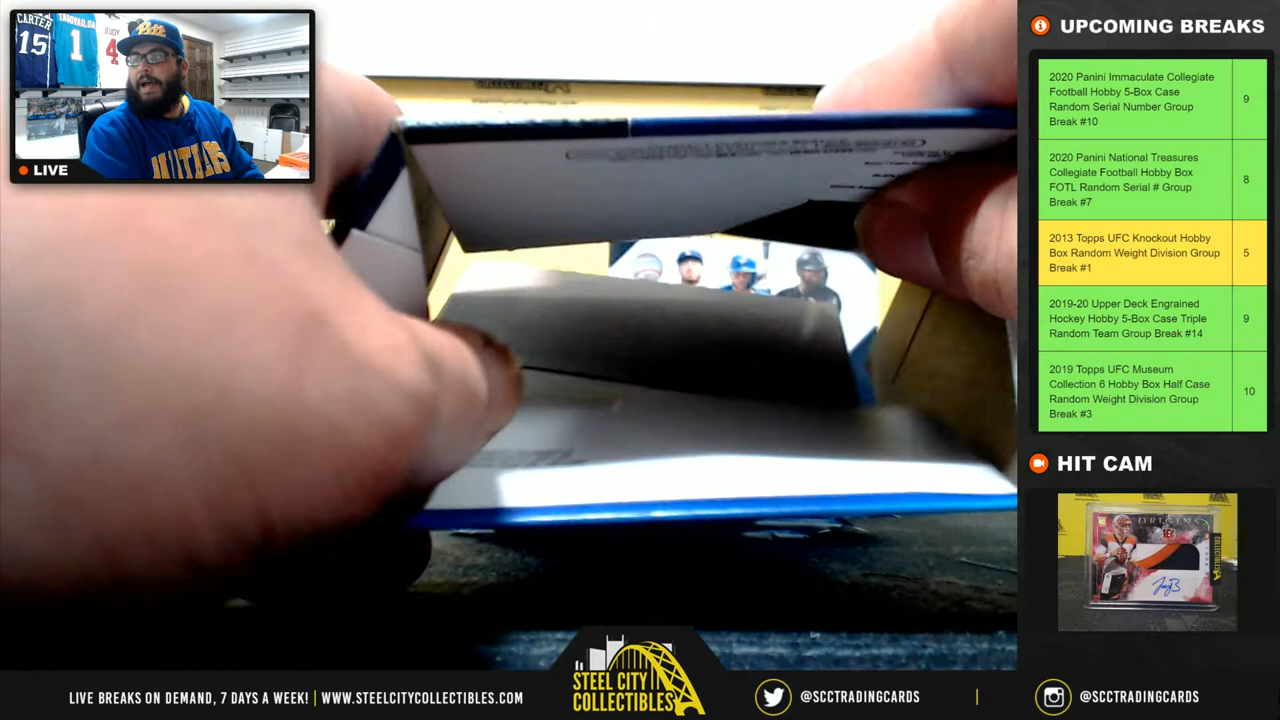 CARTER
15
1
4
Pitt
LIVE
UPCOMING BREAKS
2020 Panini Immaculate Collegiate
Football Hobby 5-Box Case
Random Serial Number Group
Break #10
9
2020 Panini National Treasures
Collegiate Football Hobby Box
FOTL Random Serial # Group
Break #7
8
2013 Topps UFC Knockout Hobby
Box Random Weight Division Group
Break #1
5
2019-20 Upper Deck Engrained
Hockey Hobby 5-Box Case Triple
Random Team Group Break #14
9
2019 Topps UFC Museum
Collection 6 Hobby Box Half Case
Random Weight Division Group
Break #3
10
HIT CAM
ORIGINS
LIVE BREAKS ON DEMAND, 7 DAYS A WEEK! | WWW.STEELCITYCOLLECTIBLES.COM
STEEL CITY
COLLECTIBLES
@SCCTRADINGCARDS
@SCCTRADINGCARDS